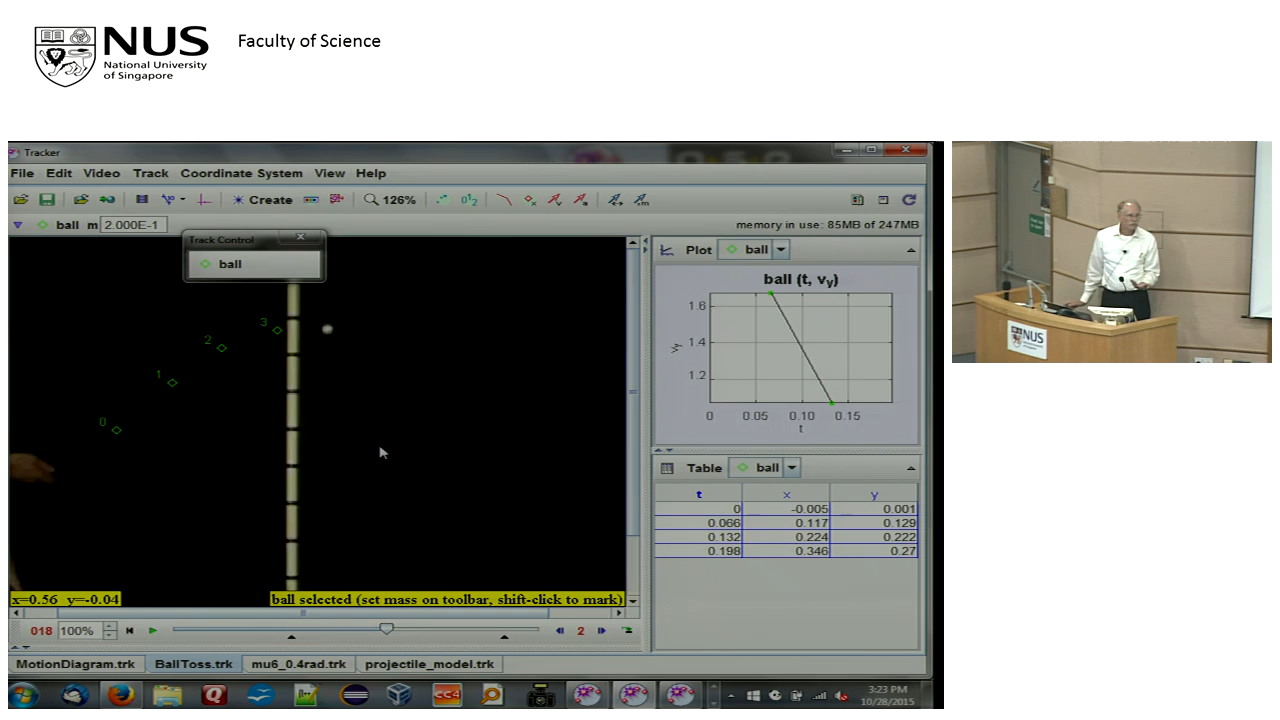 NUS
National University
of Singapore
Faculty of Science
Tracker
File Edit Video Track Coordinate System View Help
Create 126%
ball m 2.000E-1
memory in use: 85MB of 247MB
Track Control
ball
Plot ball
ball (t, vy)
1.6
1.4
1.2
vy
0 0.05 0.10 0.15
t
3
2
1
0
Table ball
t x y
0 -0.005 0.001
0.066 0.117 0.129
0.132 0.224 0.222
0.198 0.346 0.27
x=0.56 y=-0.04
ball selected (set mass on toolbar, shift-click to mark)
018 100% 2
MotionDiagram.trk BallToss.trk mu6_0.4rad.trk projectile_model.trk
CC4
3:23 PM
10/28/2015
NUS